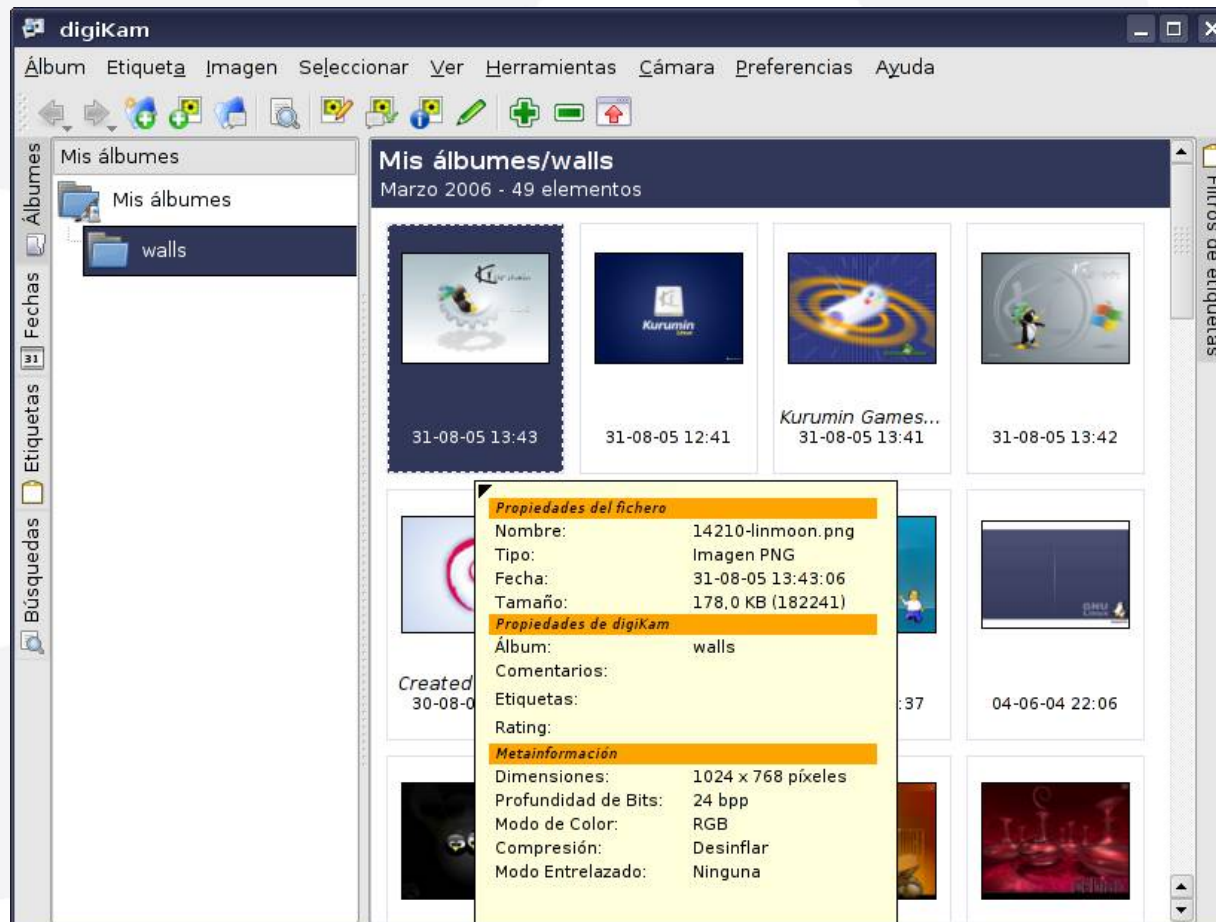 digiKam
Álbum Etiqueta Imagen Seleccionar Ver Herramientas Cámara Preferencias Ayuda
Álbumes
Fechas
31
Etiquetas
Búsquedas
Mis álbumes
Mis álbumes
walls
Mis álbumes/walls
Marzo 2006 - 49 elementos
Filtros de etiquetas
Kurumin
Linux
Kurumin Games...
31-08-05 13:43 31-08-05 12:41 31-08-05 13:41 31-08-05 13:42
GNU
Linux
Created
30-08-0 :37 04-06-04 22:06
Propiedades del fichero
Nombre: 14210-linmoon.png
Tipo: Imagen PNG
Fecha: 31-08-05 13:43:06
Tamaño: 178,0 KB (182241)
Propiedades de digiKam
Álbum: walls
Comentarios:
Etiquetas:
Rating:
Metainformación
Dimensiones: 1024 x 768 píxeles
Profundidad de Bits: 24 bpp
Modo de Color: RGB
Compresión: Desinflar
Modo Entrelazado: Ninguna